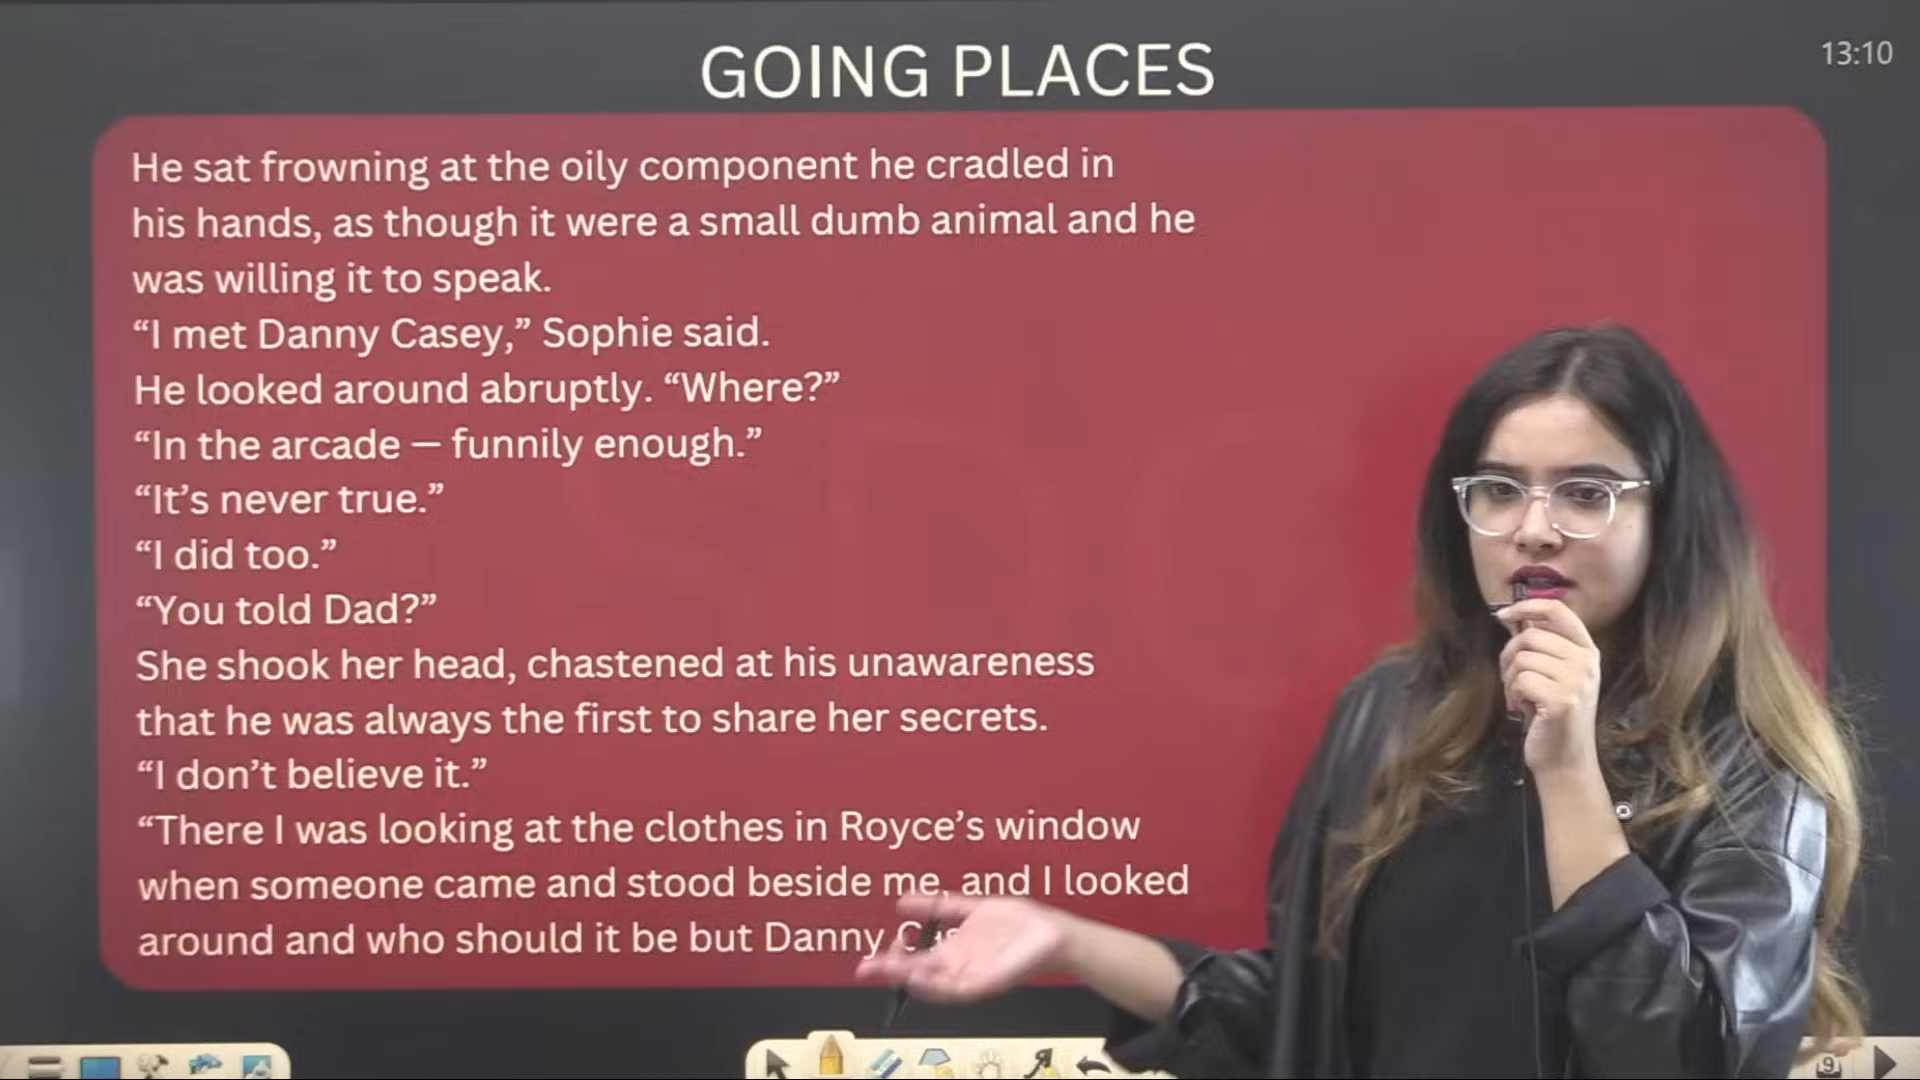 GOING PLACES
13:10
He sat frowning at the oily component he cradled in
his hands, as though it were a small dumb animal and he
was willing it to speak.
“I met Danny Casey,” Sophie said.
He looked around abruptly. “Where?”
“In the arcade — funnily enough.”
“It’s never true.”
“I did too.”
“You told Dad?”
She shook her head, chastened at his unawareness
that he was always the first to share her secrets.
“I don’t believe it.”
“There I was looking at the clothes in Royce’s window
when someone came and stood beside me, and I looked
around and who should it be but Danny
9